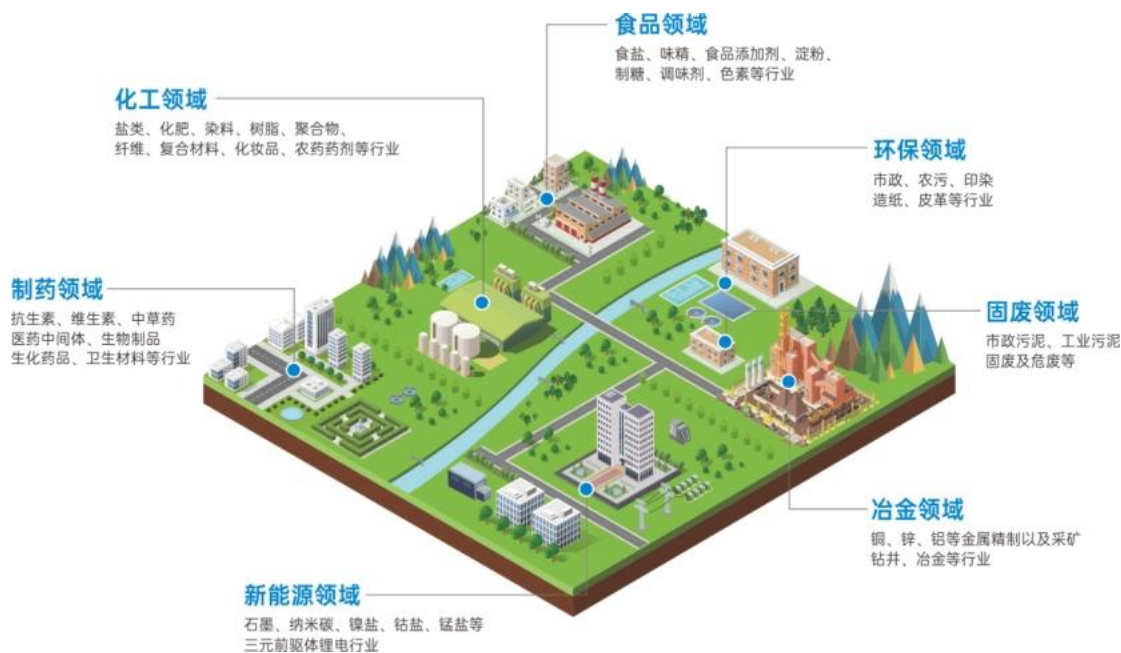 食品领域
食盐、味精、食品添加剂、淀粉、
制糖、调味剂、色素等行业
化工领域
盐类、化肥、染料、树脂、聚合物、
纤维、复合材料、化妆品、农药药剂等行业
环保领域
市政、农污、印染
造纸、皮革等行业
制药领域
抗生素、维生素、中草药
医药中间体、生物制品
生化药品、卫生材料等行业
固废领域
市政污泥、工业污泥
固废及危废等
冶金领域
铜、锌、铝等金属精制以及采矿
钻井、冶金等行业
新能源领域
石墨、纳米碳、镍盐、钴盐、锰盐等
三元前驱体锂电行业